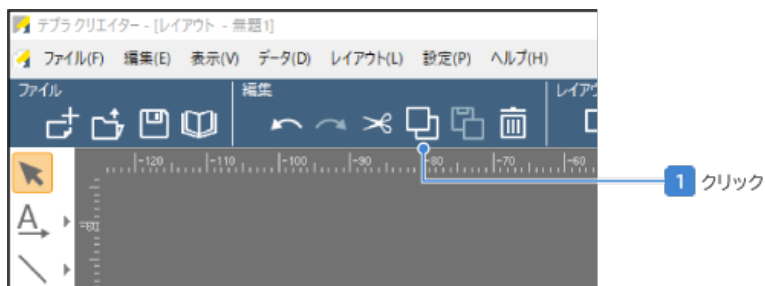 テプラ クリエイター - [レイアウト - 無題1]
ファイル(F) 編集(E) 表示(V) データ(D) レイアウト(L) 設定(P) ヘルプ(H)
ファイル 編集 レイアウ
-120 -110 -100 -90 -80 -70 -60
1 クリック
A